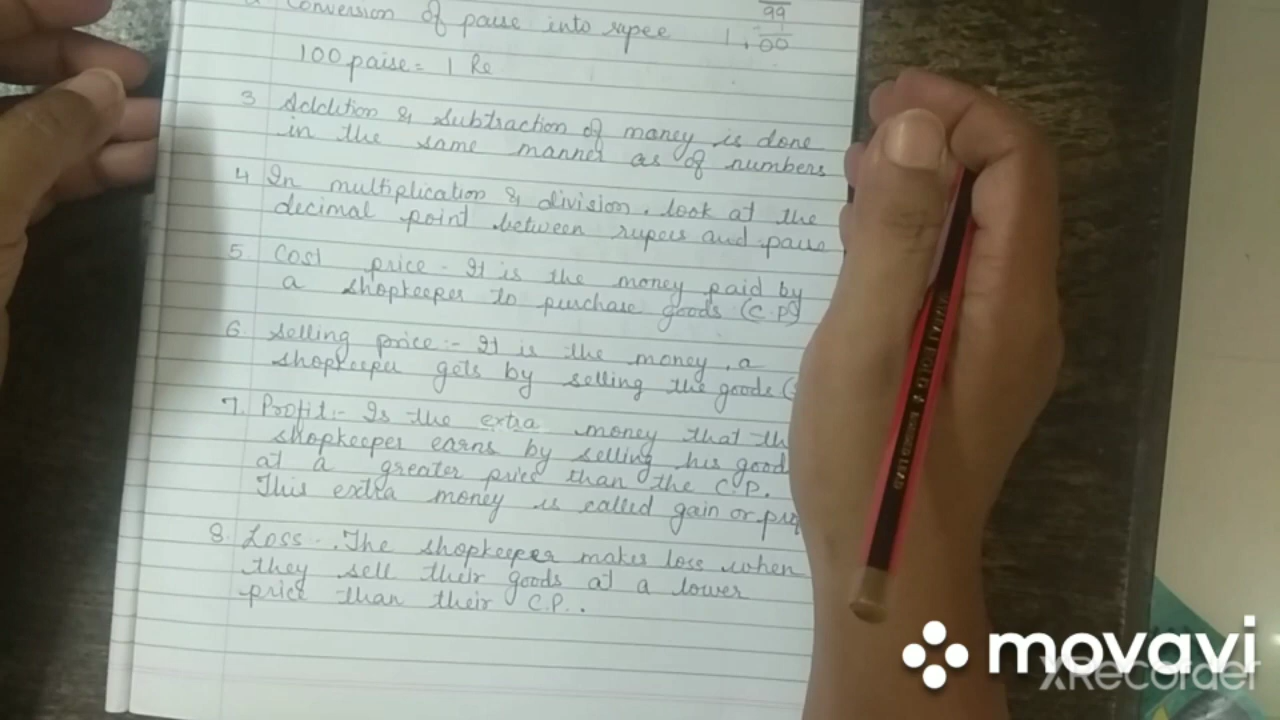 Conversion of paise into rupee 1.00
99
100 paise = 1 Re
3 Addition & Subtraction of money is done
in the same manner as of numbers
4 In multiplication & division. look at the
decimal point between rupees and paise
5. Cost price - It is the money paid by
a shopkeeper to purchase goods (C.P)
6. Selling price :- It is the money, a
shopkeeper gets by selling the goods (
7. Profit :- Is the extra money that th
shopkeeper earns by selling his good
at a greater price than the C.P.
This extra money is called gain or
8. Loss - .The shopkeeper makes loss when
they sell their goods at a lower
price than their C.P..
movavi
XRecorder